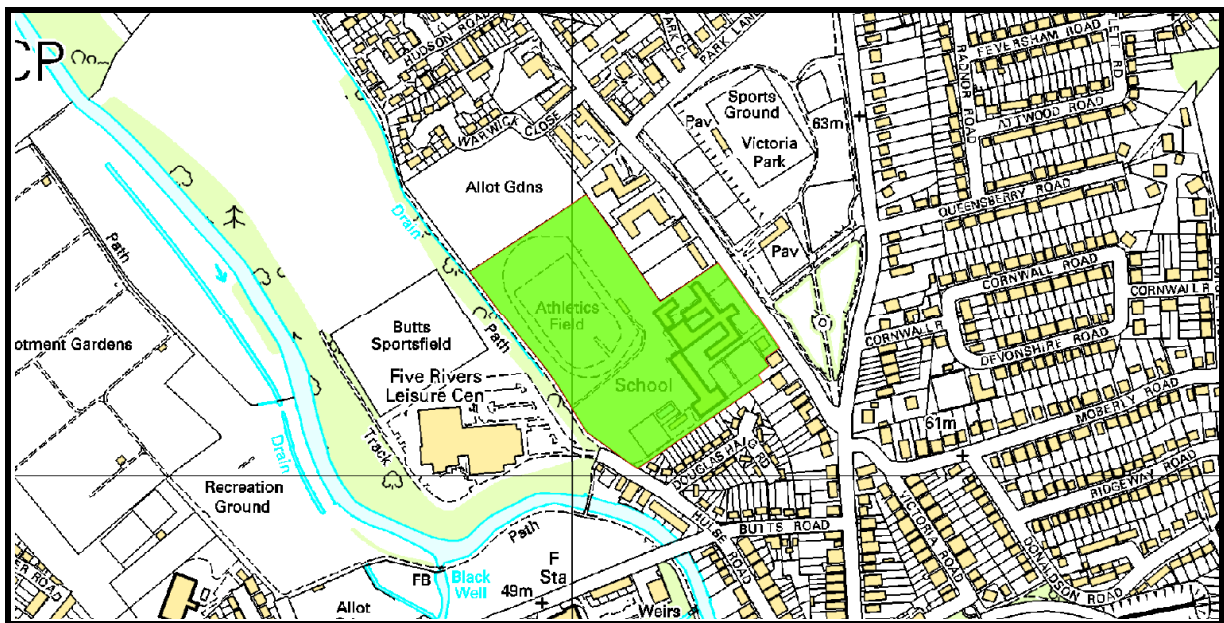 CP
HUDSON ROAD
PARK LANE
FEVERSHAM ROAD
RADNOR ROAD
ATTWOOD ROAD
WARWICK CLOSE
Sports
Ground
Pav
63m
Victoria
Park
Allot Gdns
QUEENSBERRY ROAD
Drain
Path
Pav
CORNWALL ROAD
Athletics
Field
Butts
Sportsfield
Path
otment Gardens
DEVONSHIRE ROAD
School
Five Rivers
Leisure Cen
MOBERLY ROAD
61m
Track
Drain
DOUGLAS HAIG RD
RIDGEWAY ROAD
Recreation
Ground
VICTORIA ROAD
HULSE ROAD
BUTTS ROAD
DONALDSON ROAD
Path
F
Sta
FB
Black
Well
49m
Allot
Weirs